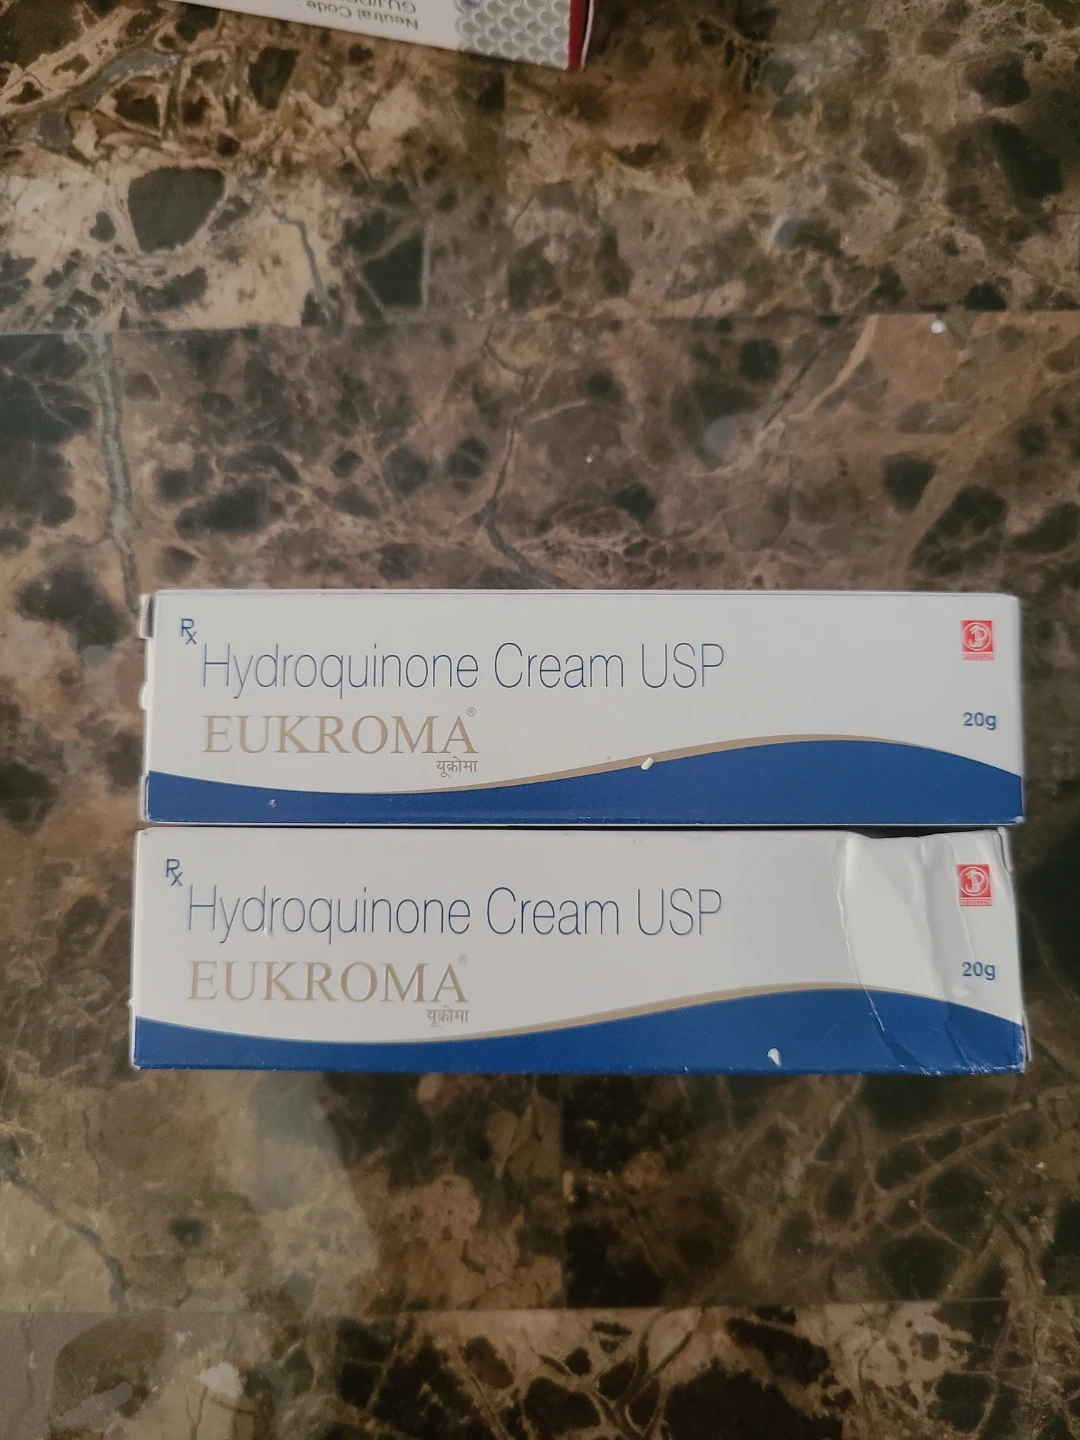 Neutral Code
Rx
Hydroquinone Cream USP
EUKROMA®
यूक्रोमा
20g
Rx
Hydroquinone Cream USP
EUKROMA®
यूक्रोमा
20g